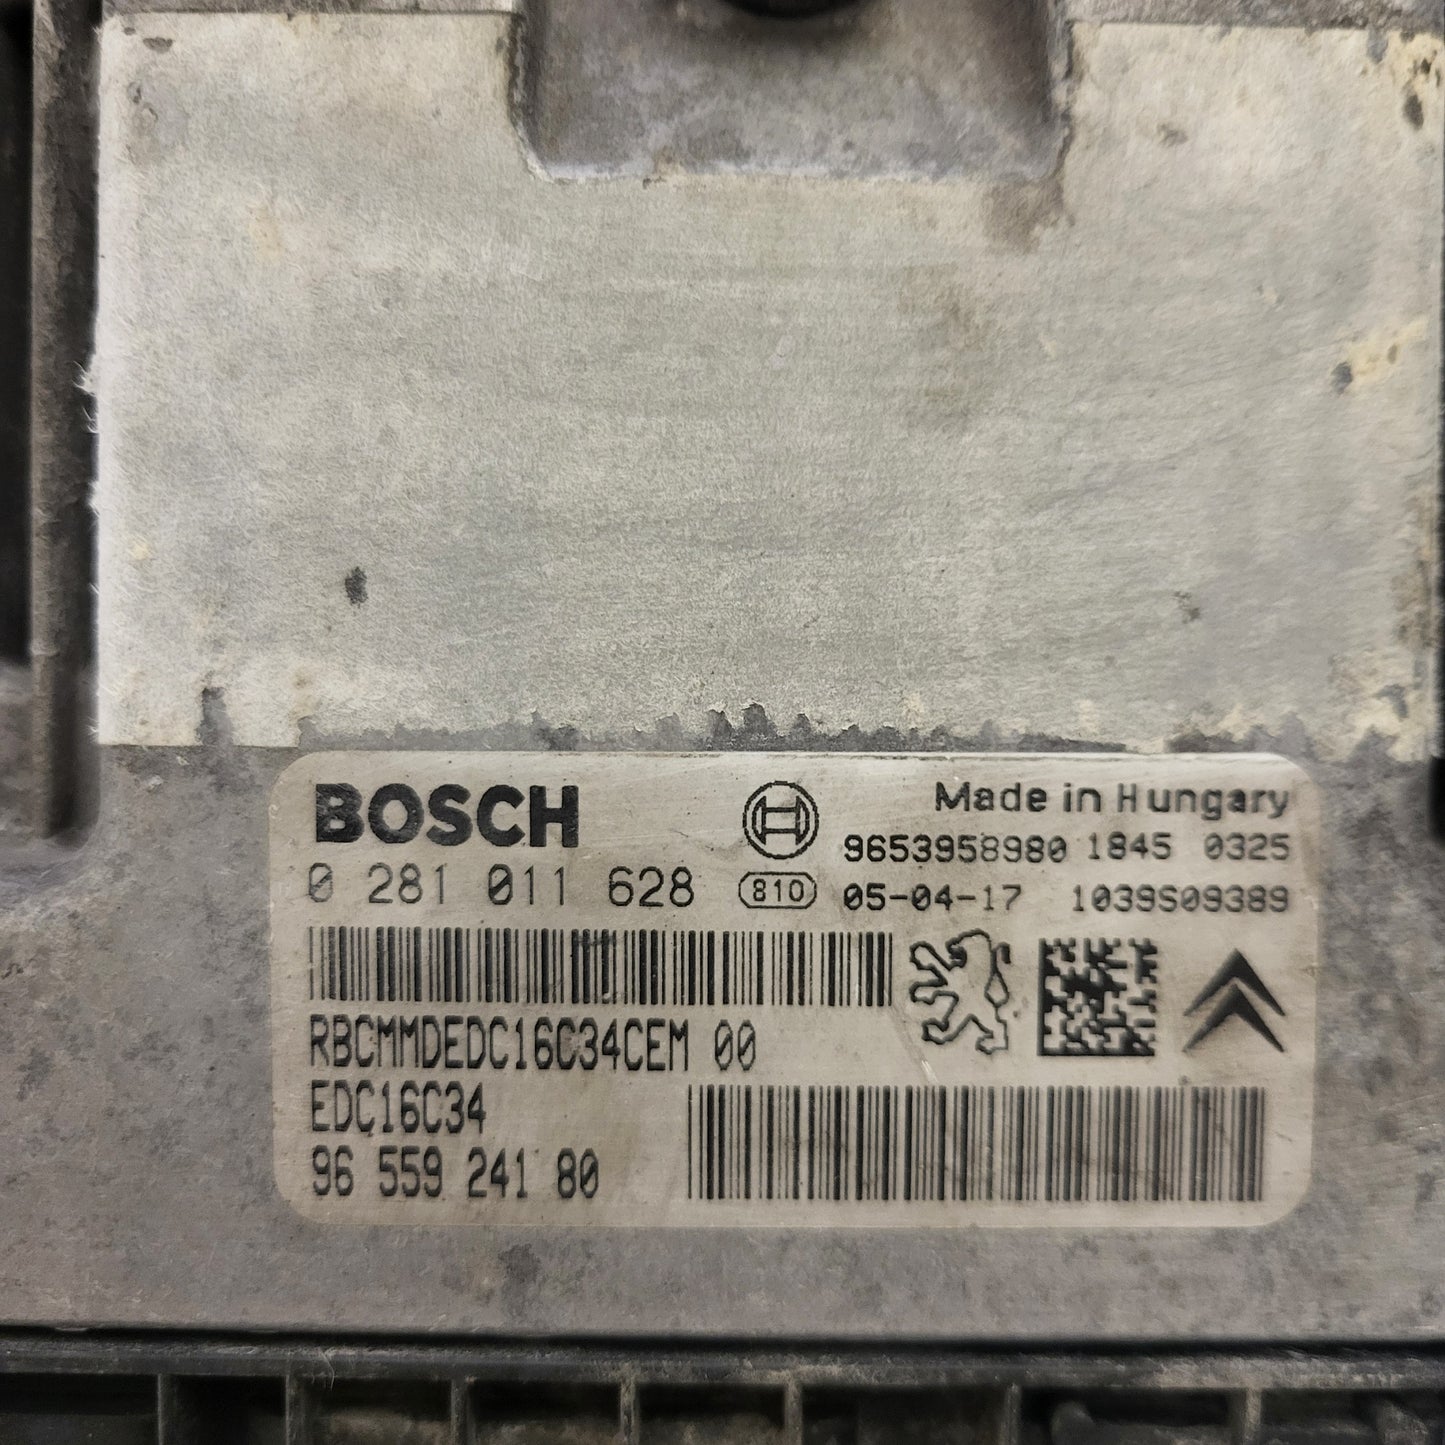 BOSCH
Made in Hungary
9653958980 1845 0325
0 281 011 628
810
05-04-17 1039S09389
RBCMMDEDC16C34CEM 00
EDC16C34
96 559 241 80